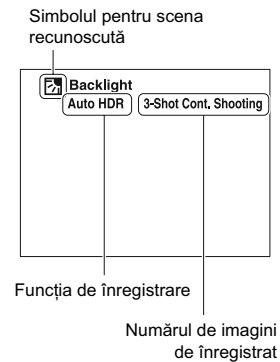 Simbolul pentru scena
recunoscută
Backlight
Auto HDR
3-Shot Cont. Shooting
Funcția de înregistrare
Numărul de imagini
de înregistrat